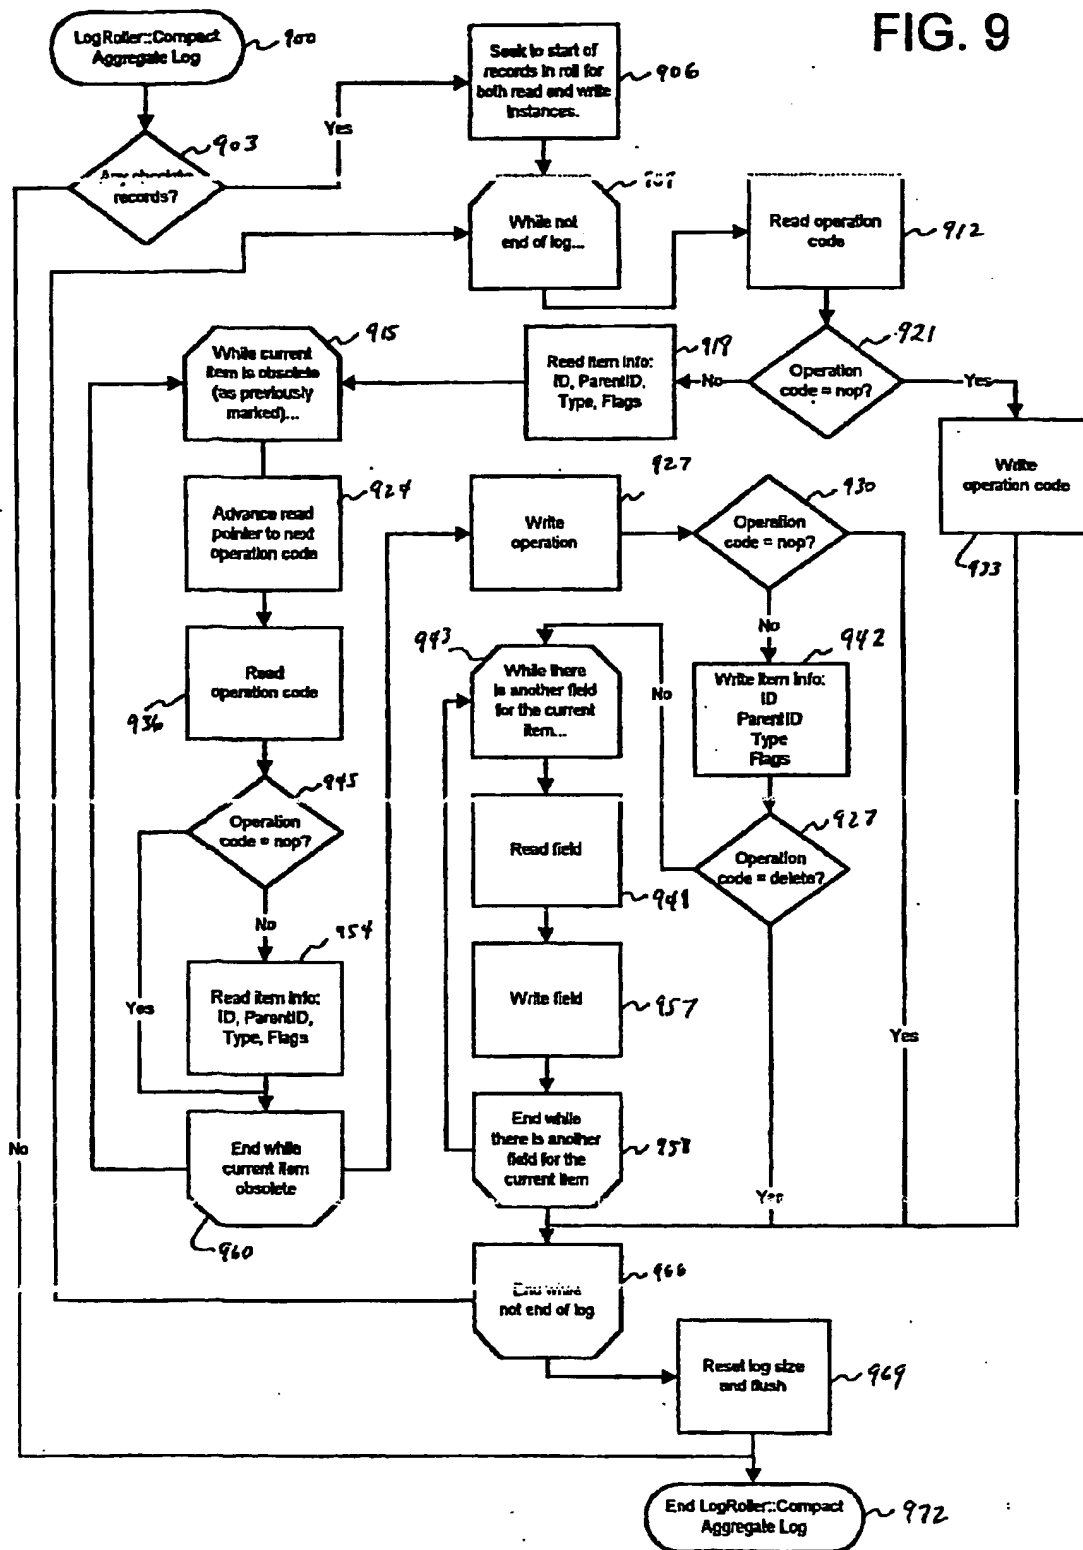 FIG. 9
LogRoller::Compact
Aggregate Log
900
Seek to start of
records in roll for
both read and write
instances.
906
Yes
903
records?
While not
end of log...
Read operation
code
912
915
While current
item is obsolete
(as previously
marked)...
918
Read item info:
ID, ParentID,
Type, Flags
No
921
Operation
code = nop?
Yes
Write
operation code
933
924
Advance read
pointer to next
operation code
927
Write
operation
930
Operation
code = nop?
No
Read
operation code
936
943
While there
is another field
for the current
item...
No
942
Write item info:
ID
ParentID
Type
Flags
945
Operation
code = nop?
No
Yes
Read field
948
927
Operation
code = delete?
954
Read item info:
ID, ParentID,
Type, Flags
Write field
957
Yes
No
End while
current item
obsolete
960
End while
there is another
field for the
current item
958
Yes
End while
not end of log
966
Reset log size
and flush
969
End LogRoller::Compact
Aggregate Log
972